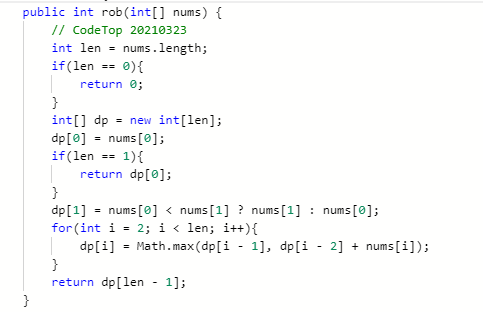 public int rob(int[] nums) {
    // CodeTop 20210323
    int len = nums.length;
    if(len == 0){
        return 0;
    }
    int[] dp = new int[len];
    dp[0] = nums[0];
    if(len == 1){
        return dp[0];
    }
    dp[1] = nums[0] < nums[1] ? nums[1] : nums[0];
    for(int i = 2; i < len; i++){
        dp[i] = Math.max(dp[i - 1], dp[i - 2] + nums[i]);
    }
    return dp[len - 1];
}